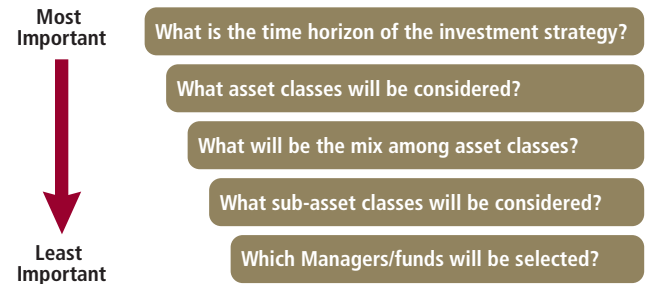 Most
Important
What is the time horizon of the investment strategy?
What asset classes will be considered?
What will be the mix among asset classes?
What sub-asset classes will be considered?
Which Managers/funds will be selected?
Least
Important